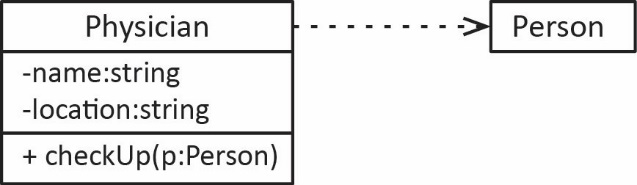 Physician
-name:string
-location:string
+ checkUp(p:Person)
Person